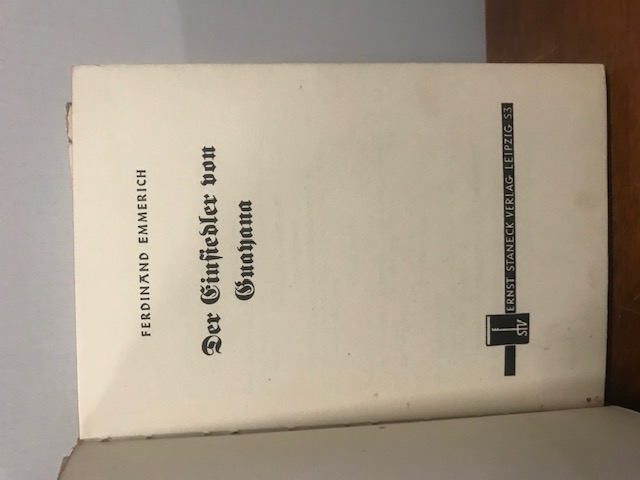 FERDINAND EMMERICH
Der Einsiedler von
Guayana
STV
ERNST STANECK VERLAG LEIPZIG S3